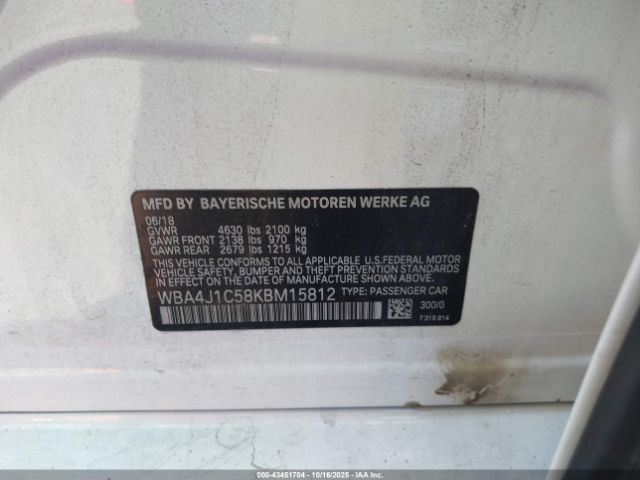 MFD BY BAYERISCHE MOTOREN WERKE AG
06/18
GVWR 4630 lbs 2100 kg
GAWR FRONT 2138 lbs 970 kg
GAWR REAR 2679 lbs 1215 kg
THIS VEHICLE CONFORMS TO ALL APPLICABLE U.S.FEDERAL MOTOR
VEHICLE SAFETY, BUMPER, AND THEFT PREVENTION
STANDARDS IN EFFECT ON THE DATE OF MANUFACTURE SHOWN ABOVE.
WBA4J1C58KBM15812 TYPE: PASSENGER CAR
300/0
7 315 814
000-43451704 | 10/16/2025 | IAAI.COM